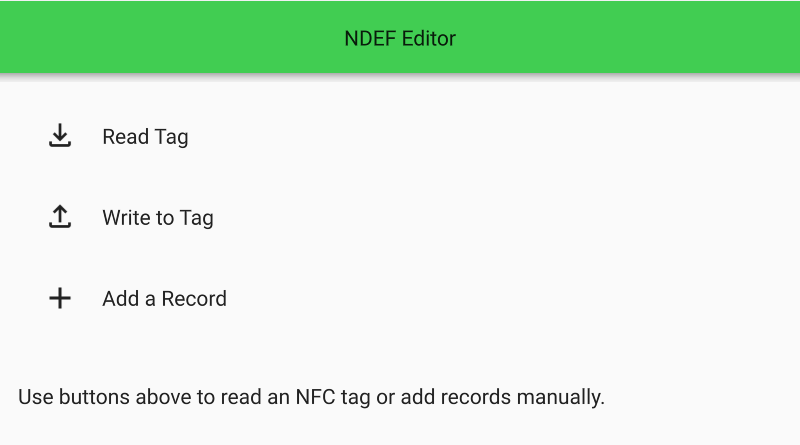 NDEF Editor
Read Tag
Write to Tag
Add a Record
Use buttons above to read an NFC tag or add records manually.